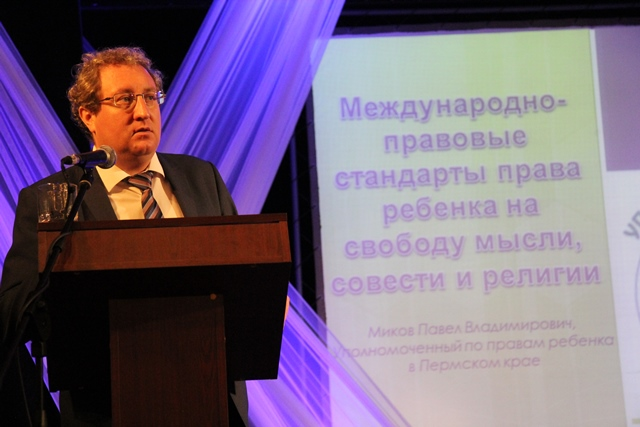 Международно-
правовые
стандарты права
ребенка на
свободу мысли,
совести и религии
Миков Павел Владимирович,
Уполномоченный по правам ребенка
в Пермском крае